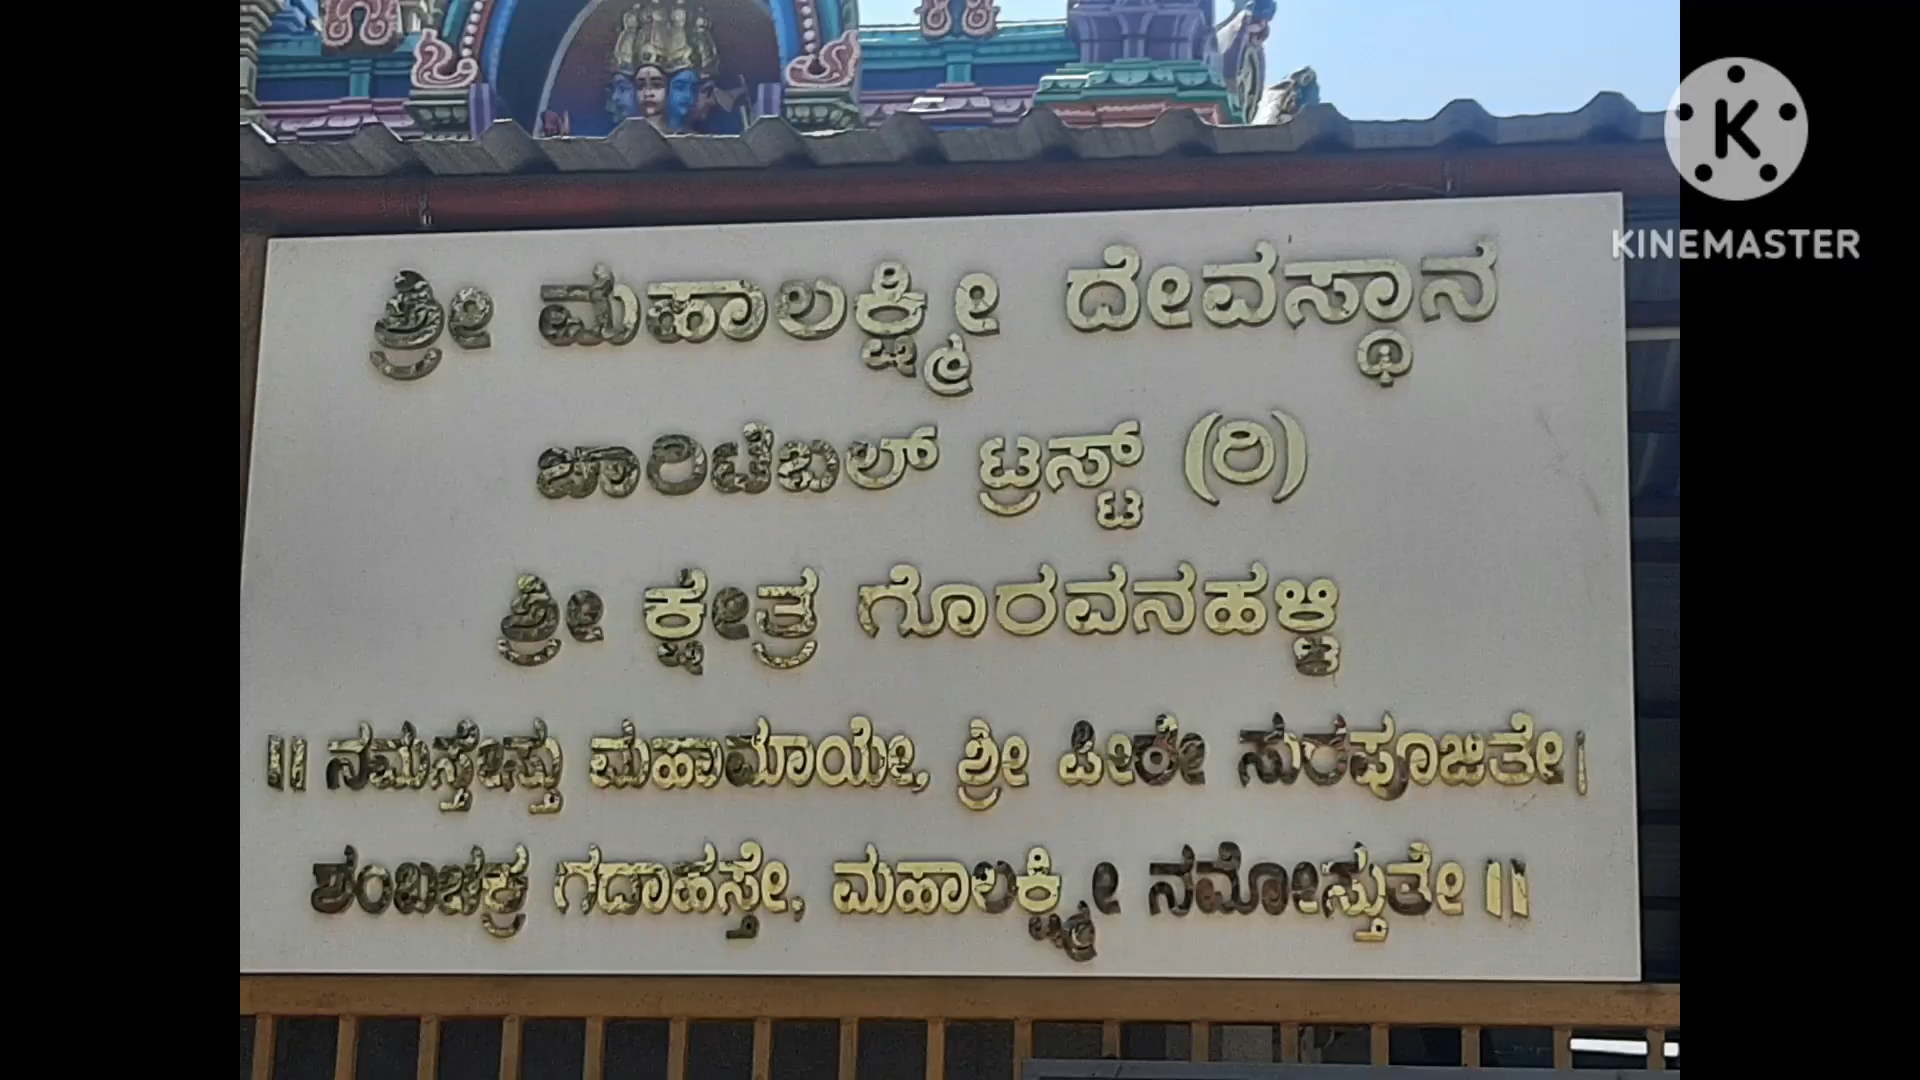 ಶ್ರೀ ಮಹಾಲಕ್ಷ್ಮೀ ದೇವಸ್ಥಾನ
ಚಾರಿಟೆಬಲ್ ಟ್ರಸ್ಟ್ (ರಿ)
ಶ್ರೀ ಕ್ಷೇತ್ರ ಗೊರವನಹಳ್ಳಿ
॥ ನಮಸ್ತೇಸ್ತು ಮಹಾಮಾಯೇ, ಶ್ರೀ ಪೀಠೇ ಸುರಪೂಜಿತೇ।
ಶಂಖಚಕ್ರ ಗದಾಹಸ್ತೇ, ಮಹಾಲಕ್ಷ್ಮೀ ನಮೋಸ್ತುತೇ ॥
K
KINEMASTER